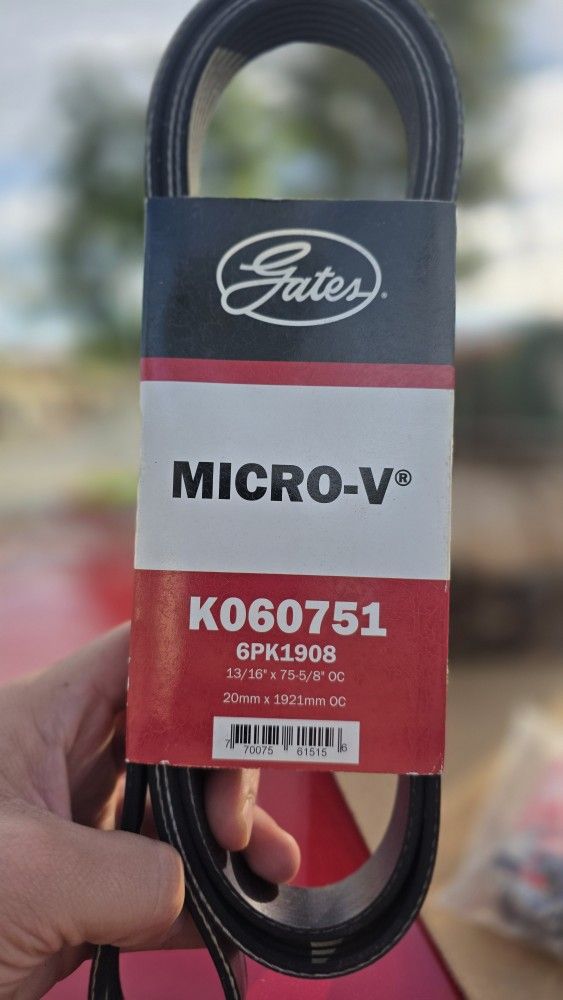 Gates®
MICRO-V®
K060751
6PK1908
13/16" x 75-5/8" OC
20mm x 1921mm OC
7 70075 61515 6